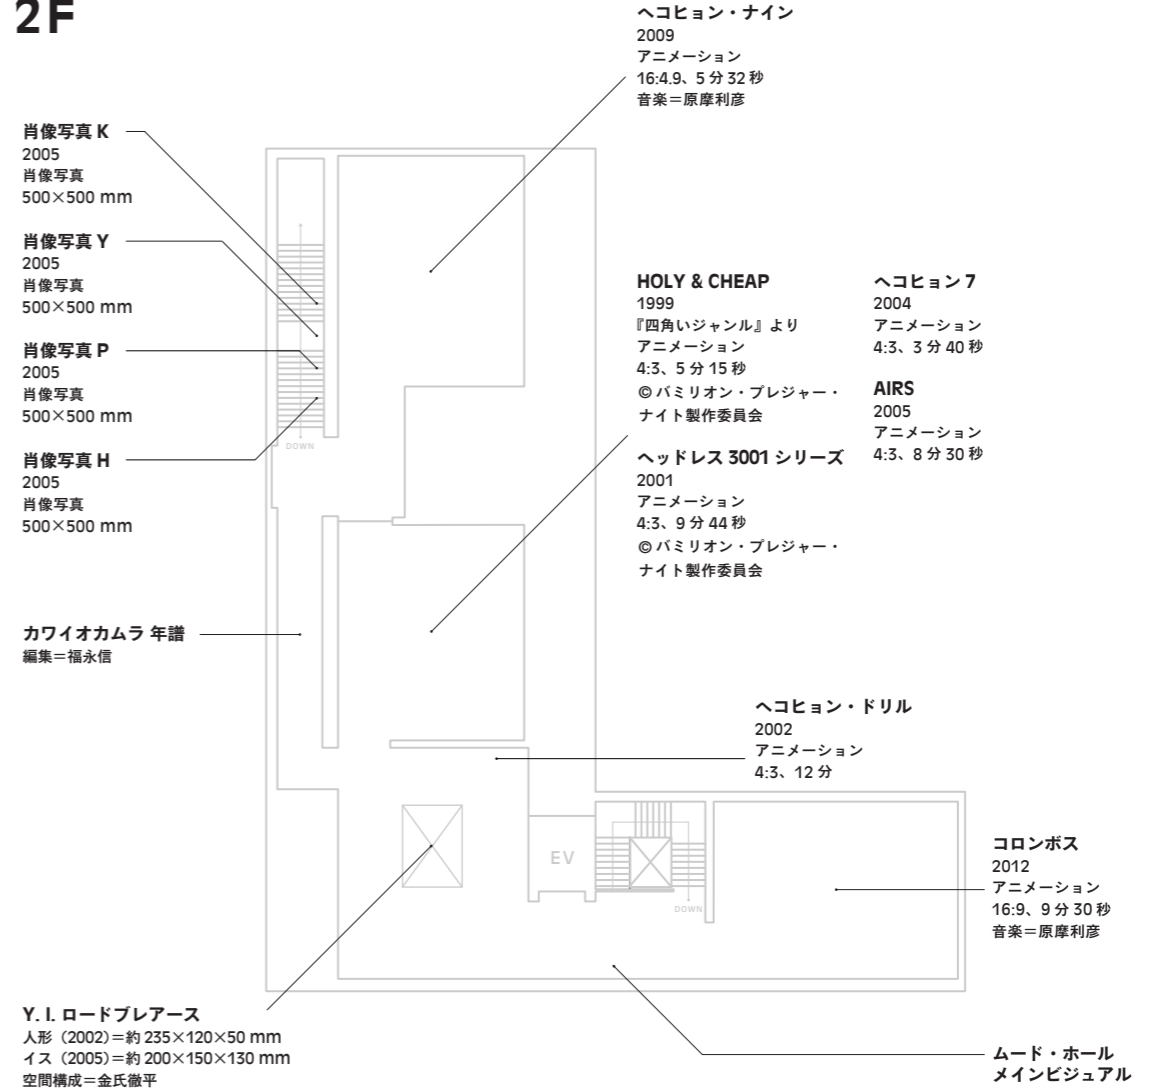 2F
ヘコヒョン・ナイン
2009
アニメーション
16:4.9、5 分 32 秒
音楽＝原摩利彦
肖像写真 K
2005
肖像写真
500×500 mm
肖像写真 Y
2005
肖像写真
500×500 mm
肖像写真 P
2005
肖像写真
500×500 mm
肖像写真 H
2005
肖像写真
500×500 mm
DOWN
HOLY & CHEAP
1999
『四角いジャンル』より
アニメーション
4:3、5 分 15 秒
© バミリオン・プレジャー・
ナイト製作委員会
ヘッドレス 3001 シリーズ
2001
アニメーション
4:3、9 分 44 秒
© バミリオン・プレジャー・
ナイト製作委員会
ヘコヒョン 7
2004
アニメーション
4:3、3 分 40 秒
AIRS
2005
アニメーション
4:3、8 分 30 秒
カワイオカムラ 年譜
編集＝福永信
ヘコヒョン・ドリル
2002
アニメーション
4:3、12 分
EV
DOWN
コロンボス
2012
アニメーション
16:9、9 分 30 秒
音楽＝原摩利彦
Y. I. ロードブレアース
人形（2002）＝約 235×120×50 mm
イス（2005）＝約 200×150×130 mm
空間構成＝金氏徹平
ムード・ホール
メインビジュアル